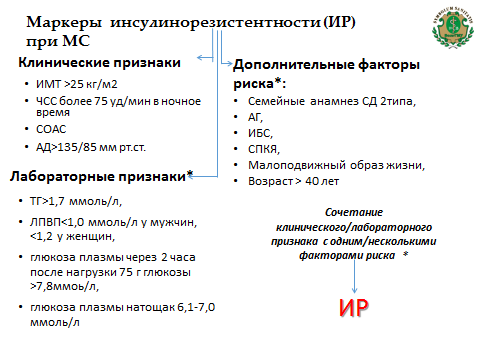 Маркеры инсулинорезистентности (ИР)
при МС
Клинические признаки
• ИМТ >25 кг/м2
• ЧСС более 75 уд/мин в ночное
время
• СОАС
• АД>135/85 мм рт.ст.
Лабораторные признаки*
• ТГ>1,7 ммоль/л,
• ЛПВП<1,0 ммоль/л у мужчин,
<1,2 у женщин,
• глюкоза плазмы через 2 часа
после нагрузки 75 г глюкозы
>7,8ммоь/л,
• глюкоза плазмы натощак 6,1-7,0
ммоль/л
Дополнительные факторы
риска*:
• Семейные анамнез СД 2типа,
• АГ,
• ИБС,
• СПКЯ,
• Малоподвижный образ жизни,
• Возраст > 40 лет
Сочетание
клинического/лабораторного
признака с одним/несколькими
факторами риска *
ИР